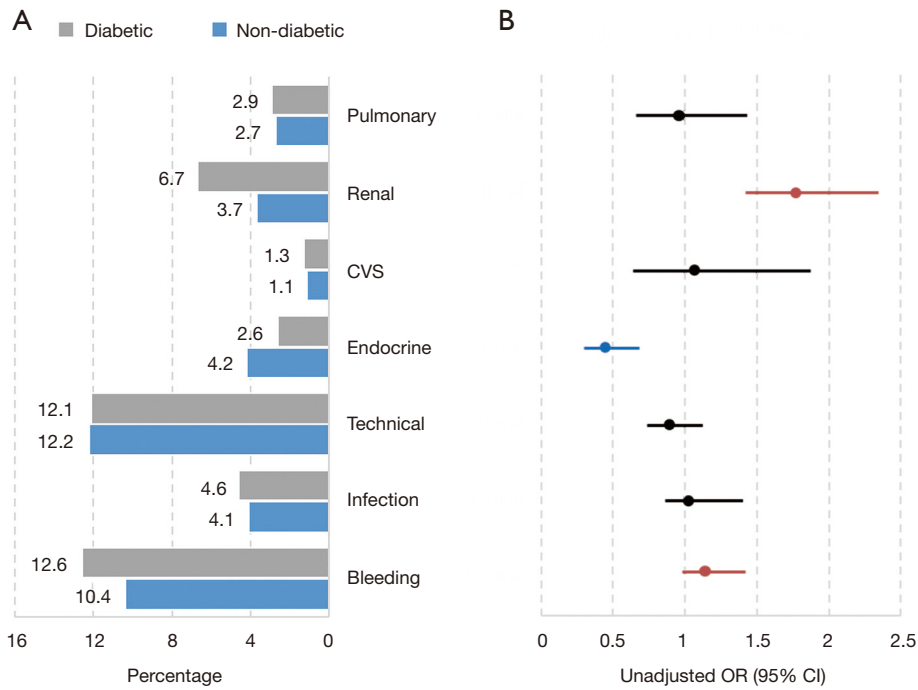 A
Diabetic
Non-diabetic
B
2.9
2.7
Pulmonary
6.7
3.7
Renal
1.3
1.1
CVS
2.6
4.2
Endocrine
12.1
12.2
Technical
4.6
4.1
Infection
12.6
10.4
Bleeding
16 12 8 4 0
Percentage
0 0.5 1 1.5 2 2.5
Unadjusted OR (95% CI)